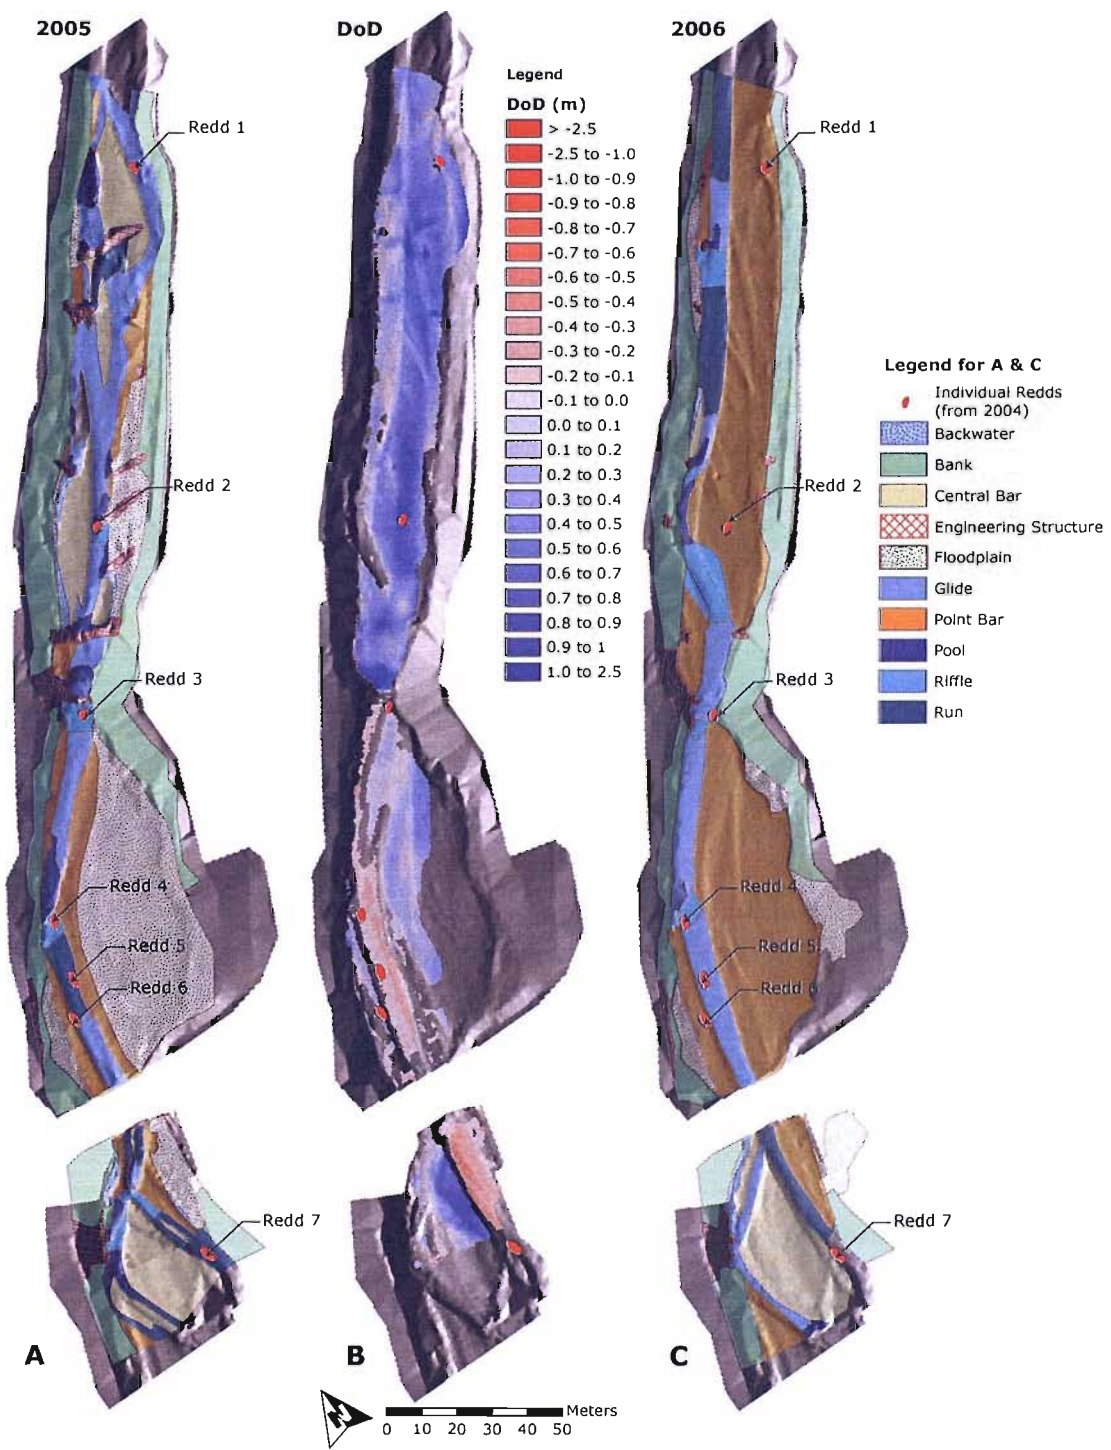 2005
DoD
2006
Redd 1
Redd 2
Redd 3
Redd 4
Redd 5
Redd 6
Redd 7
Legend
DoD (m)
> -2.5
-2.5 to -1.0
-1.0 to -0.9
-0.9 to -0.8
-0.8 to -0.7
-0.7 to -0.6
-0.6 to -0.5
-0.5 to -0.4
-0.4 to -0.3
-0.3 to -0.2
-0.2 to -0.1
-0.1 to 0.0
0.0 to 0.1
0.1 to 0.2
0.2 to 0.3
0.3 to 0.4
0.4 to 0.5
0.5 to 0.6
0.6 to 0.7
0.7 to 0.8
0.8 to 0.9
0.9 to 1
1.0 to 2.5
Redd 1
Redd 2
Redd 3
Redd 4
Redd 5
Redd 6
Redd 7
Legend for A & C
Individual Redds
(from 2004)
Backwater
Bank
Central Bar
Engineering Structure
Floodplain
Glide
Point Bar
Pool
Riffle
Run
A
B
C
N
Meters
0 10 20 30 40 50